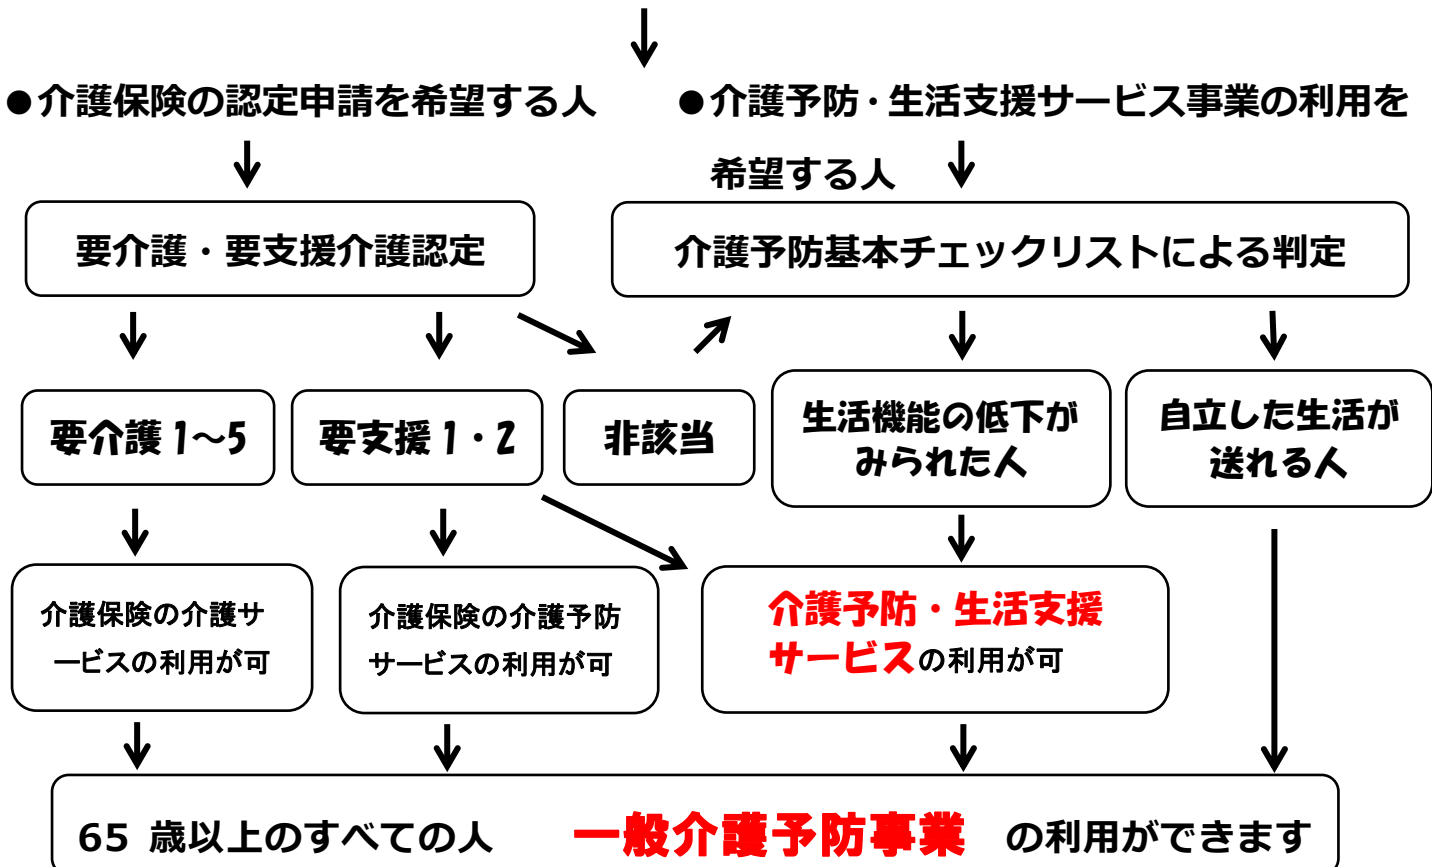 ●介護保険の認定申請を希望する人
●介護予防・生活支援サービス事業の利用を
希望する人
要介護・要支援介護認定
介護予防基本チェックリストによる判定
要介護1～5
要支援1・2
非該当
生活機能の低下が
みられた人
自立した生活が
送れる人
介護保険の介護サ
ービスの利用が可
介護保険の介護予防
サービスの利用が可
介護予防・生活支援
サービスの利用が可
65 歳以上のすべての人 一般介護予防事業 の利用ができます